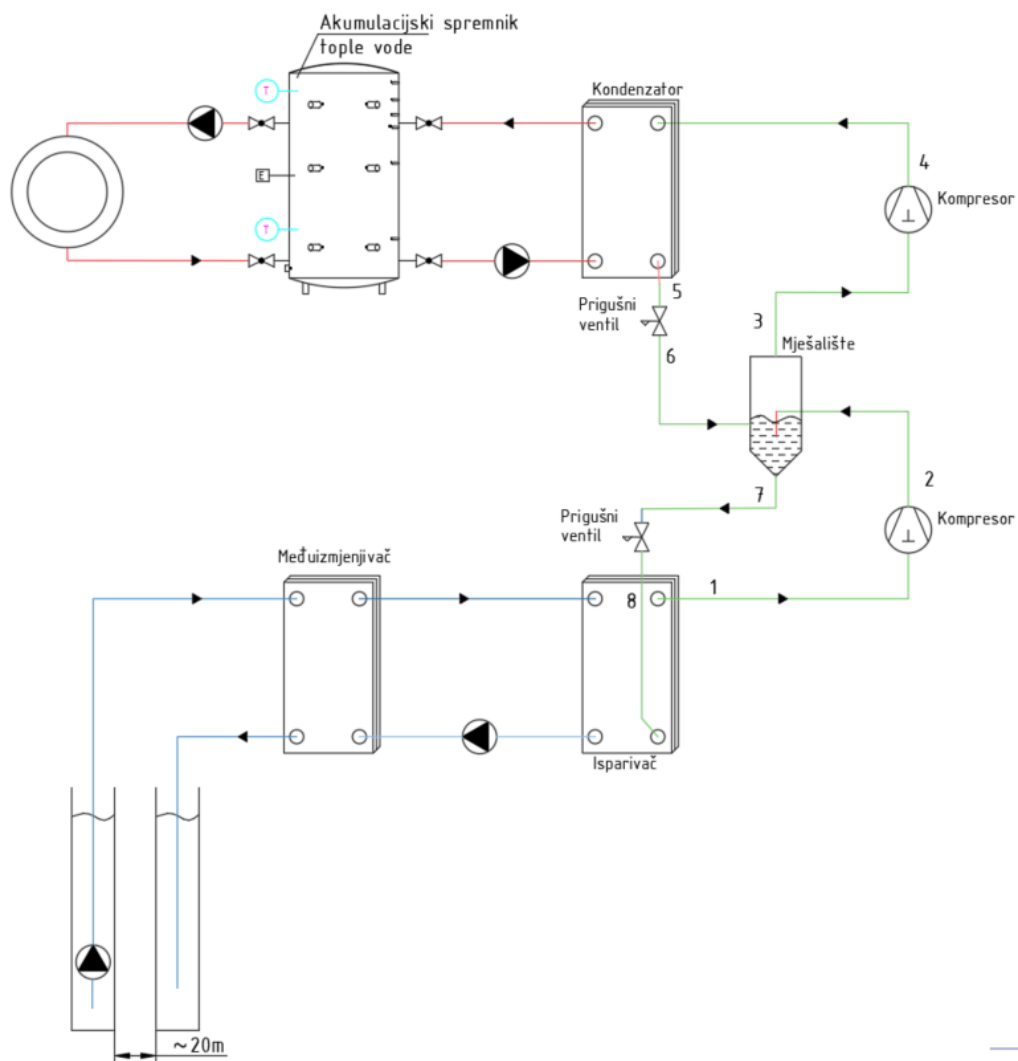 Akumulacijski spremnik
tople vode
T
E
T
Kondenzator
4
Kompresor
5
Prigušni
ventil
6
3
Mješalište
7
2
Kompresor
Prigušni
ventil
Međuizmjenjivač
8
1
Isparivač
~20m